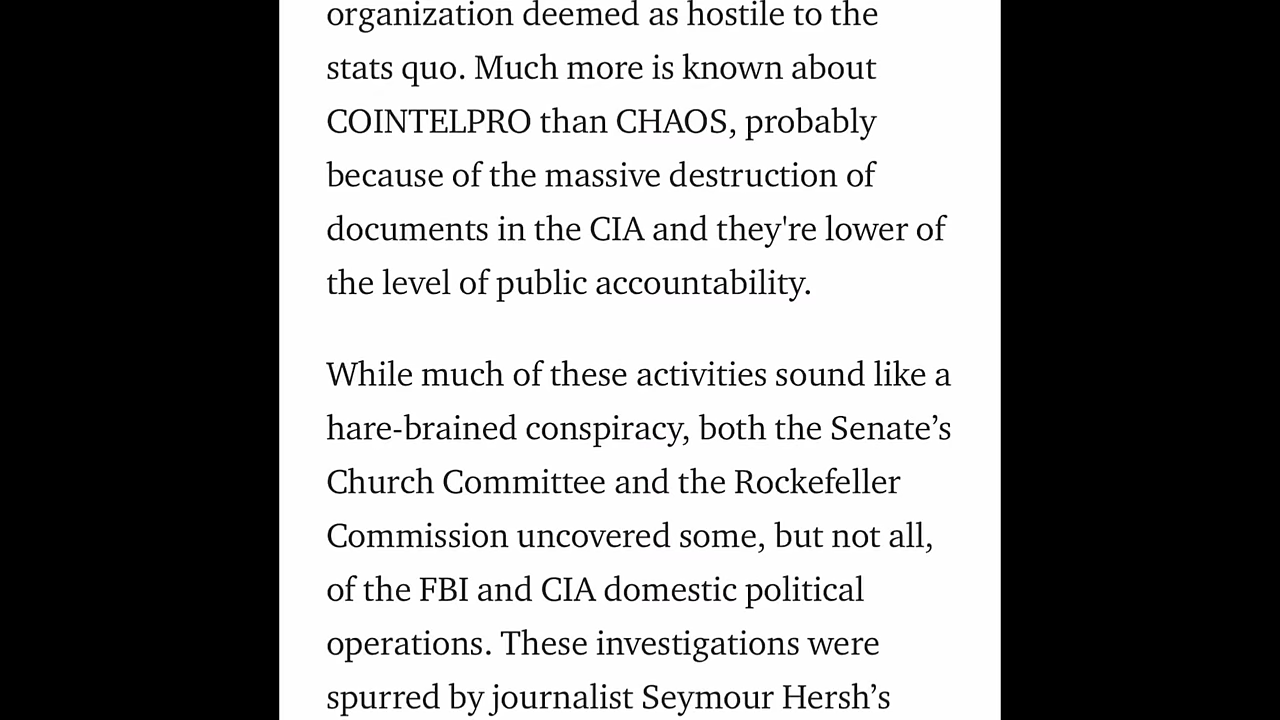 organization deemed as hostile to the
stats quo. Much more is known about
COINTELPRO than CHAOS, probably
because of the massive destruction of
documents in the CIA and they're lower of
the level of public accountability.
While much of these activities sound like a
hare-brained conspiracy, both the Senate’s
Church Committee and the Rockefeller
Commission uncovered some, but not all,
of the FBI and CIA domestic political
operations. These investigations were
spurred by journalist Seymour Hersh’s